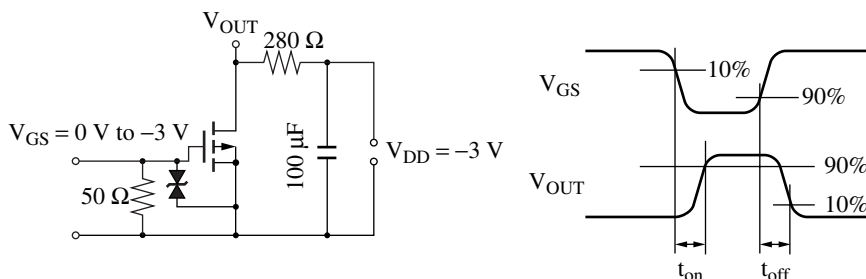 V_OUT
280 Ω
V_GS = 0 V to −3 V
50 Ω
100 µF
V_DD = −3 V
V_GS
10%
90%
V_OUT
90%
10%
t_on
t_off